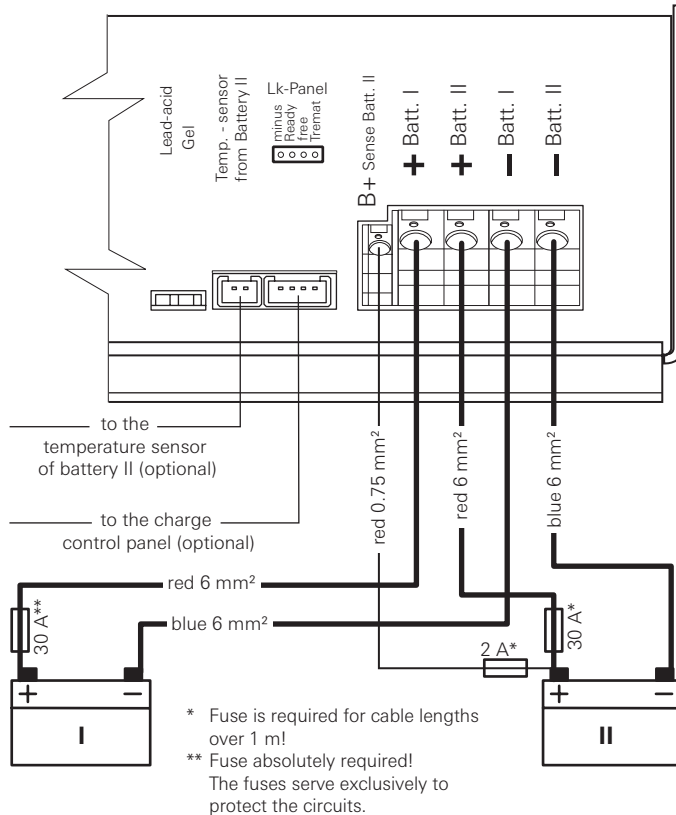 Lead-acid
Gel
Temp. - sensor
from Battery II
Lk-Panel
minus
Ready
free
Tremat
B+ Sense Batt. II
+ Batt. I
+ Batt. II
− Batt. I
− Batt. II
to the
temperature sensor
of battery II (optional)
to the charge
control panel (optional)
red 0.75 mm²
red 6 mm²
blue 6 mm²
red 6 mm²
blue 6 mm²
30 A**
2 A*
30 A*
+ −
I
+ −
II
* Fuse is required for cable lengths
over 1 m!
** Fuse absolutely required!
The fuses serve exclusively to
protect the circuits.